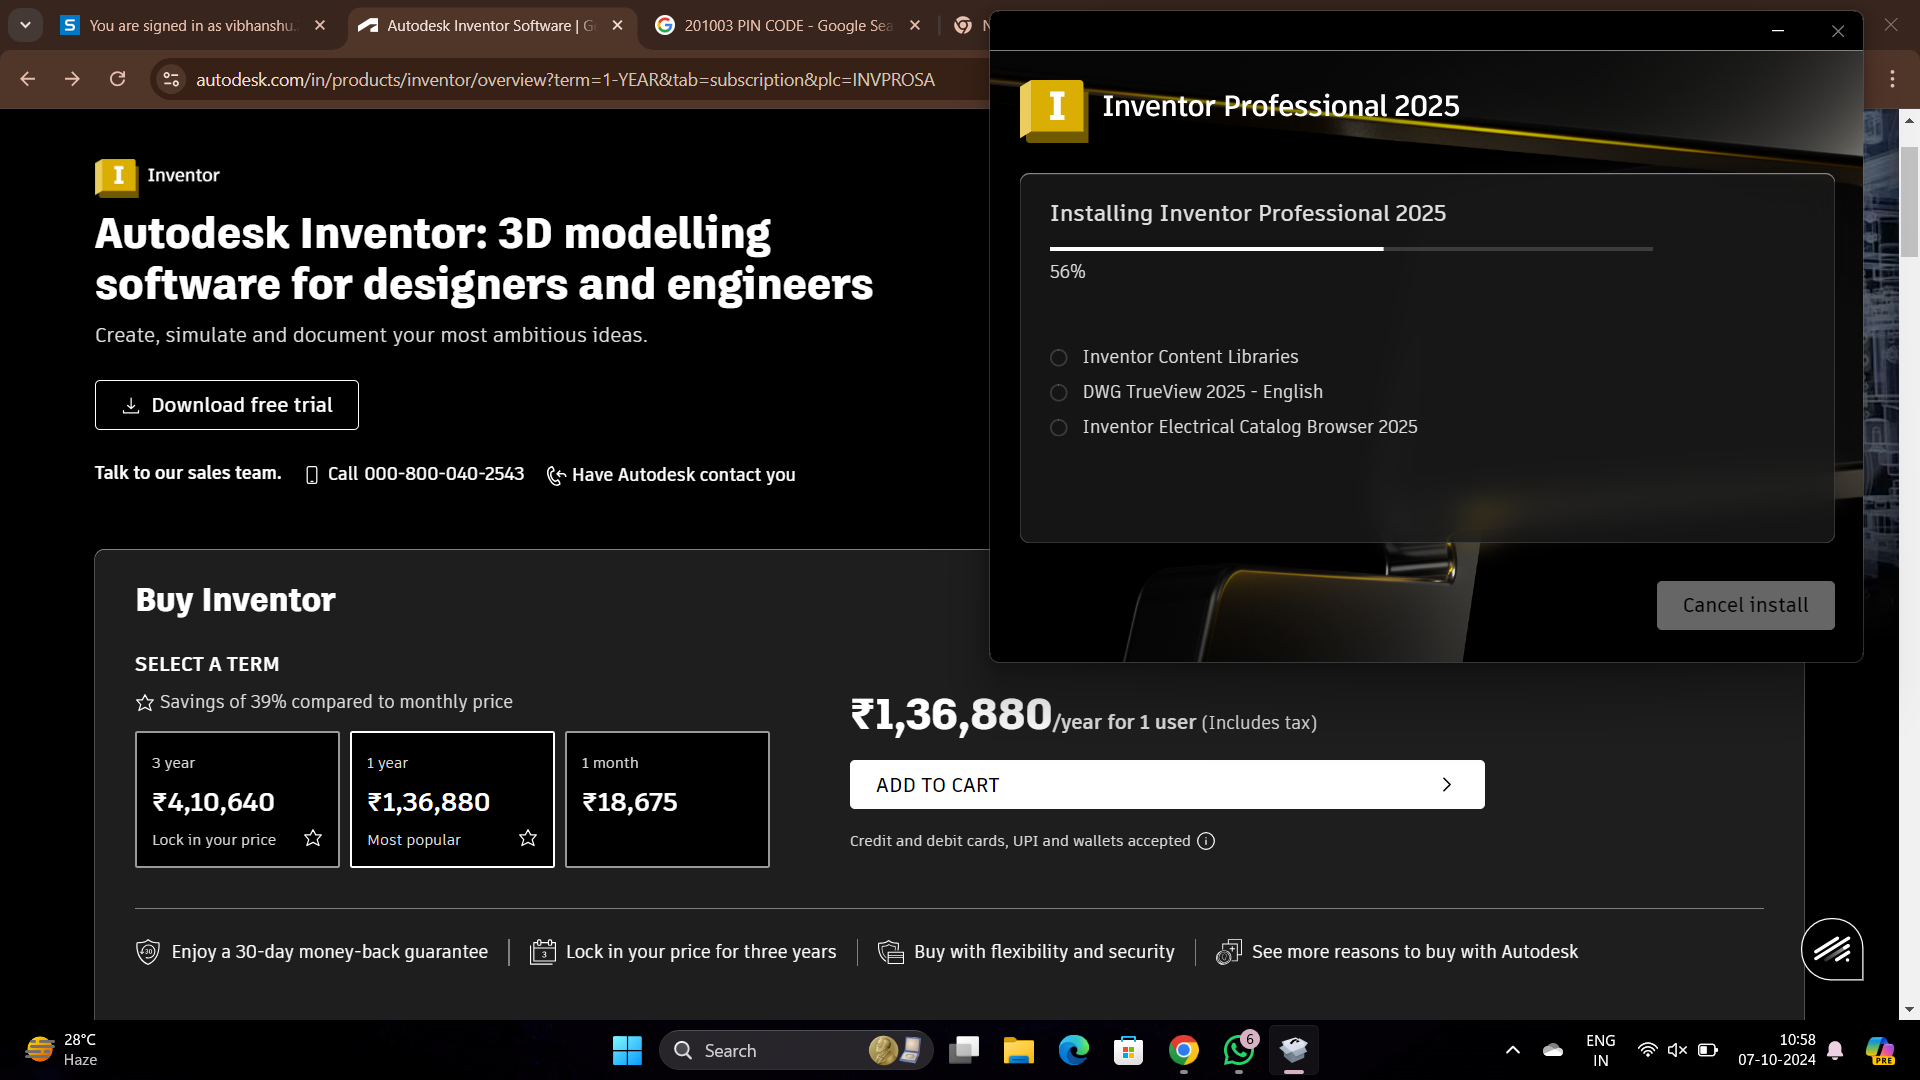 You are signed in as vibhanshu.
Autodesk Inventor Software | G
201003 PIN CODE - Google Sea
autodesk.com/in/products/inventor/overview?term=1-YEAR&tab=subscription&plc=INVPROSA
Inventor
Autodesk Inventor: 3D modelling
software for designers and engineers
Create, simulate and document your most ambitious ideas.
Download free trial
Talk to our sales team.
Call 000-800-040-2543
Have Autodesk contact you
Inventor Professional 2025
Installing Inventor Professional 2025
56%
Inventor Content Libraries
DWG TrueView 2025 - English
Inventor Electrical Catalog Browser 2025
Cancel install
Buy Inventor
SELECT A TERM
Savings of 39% compared to monthly price
3 year
₹4,10,640
Lock in your price
1 year
₹1,36,880
Most popular
1 month
₹18,675
₹1,36,880/year for 1 user (Includes tax)
ADD TO CART
Credit and debit cards, UPI and wallets accepted
Enjoy a 30-day money-back guarantee
Lock in your price for three years
Buy with flexibility and security
See more reasons to buy with Autodesk
28°C
Haze
Search
6
ENG
IN
10:58
07-10-2024
PRE